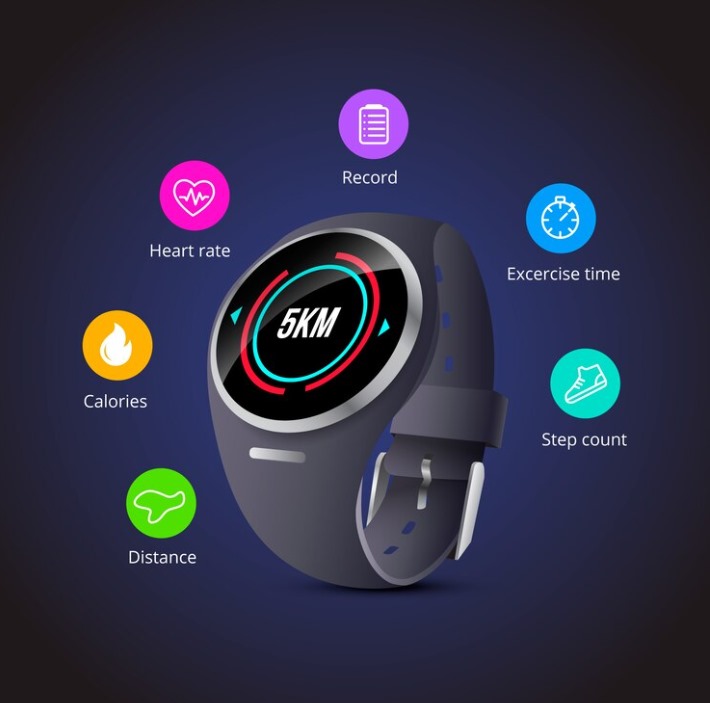 Record
Heart rate
Excercise time
5KM
Calories
Step count
Distance